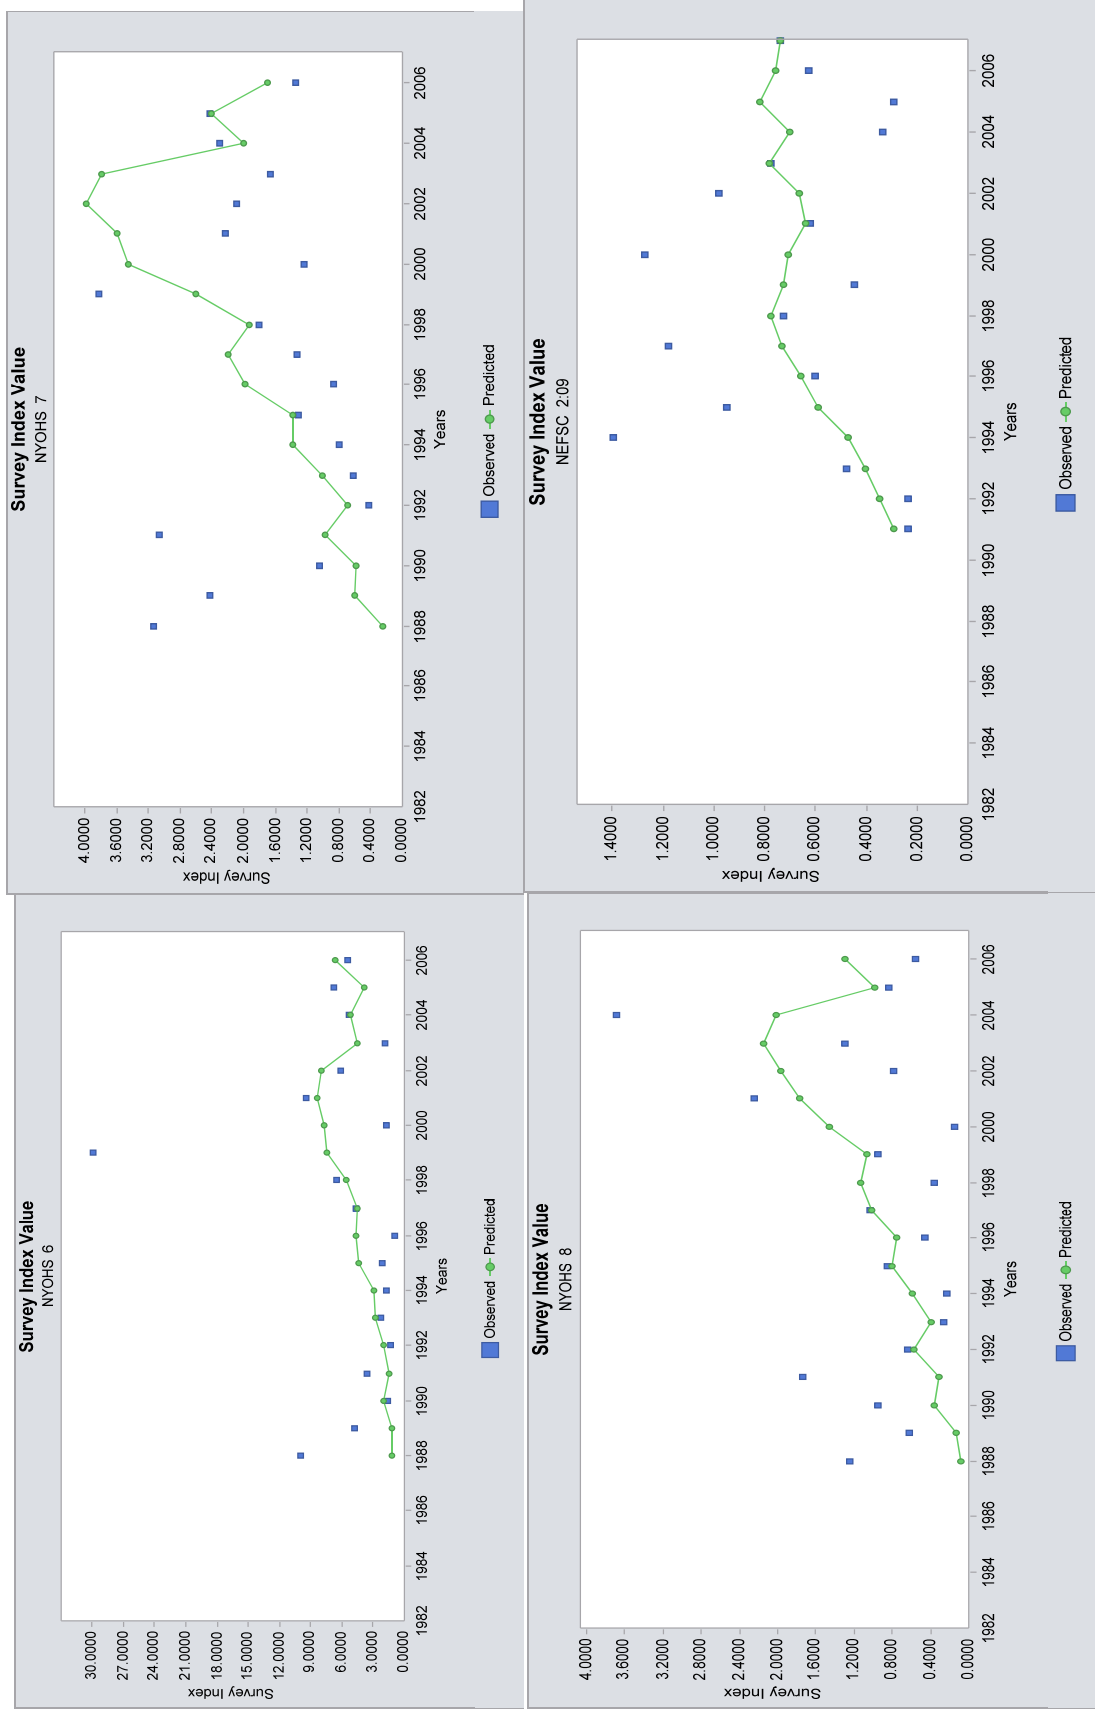 Survey Index Value
NYOHS 6
Survey Index
30.0000
27.0000
24.0000
21.0000
18.0000
15.0000
12.0000
9.0000
6.0000
3.0000
0.0000
1982 1984 1986 1988 1990 1992 1994 1996 1998 2000 2002 2004 2006
Years
Observed Predicted
Survey Index Value
NYOHS 7
Survey Index
4.0000
3.6000
3.2000
2.8000
2.4000
2.0000
1.6000
1.2000
0.8000
0.4000
0.0000
1982 1984 1986 1988 1990 1992 1994 1996 1998 2000 2002 2004 2006
Years
Observed Predicted
Survey Index Value
NYOHS 8
Survey Index
4.0000
3.6000
3.2000
2.8000
2.4000
2.0000
1.6000
1.2000
0.8000
0.4000
0.0000
1982 1984 1986 1988 1990 1992 1994 1996 1998 2000 2002 2004 2006
Years
Observed Predicted
Survey Index Value
NEFSC 2:09
Survey Index
1.4000
1.2000
1.0000
0.8000
0.6000
0.4000
0.2000
0.0000
1982 1984 1986 1988 1990 1992 1994 1996 1998 2000 2002 2004 2006
Years
Observed Predicted